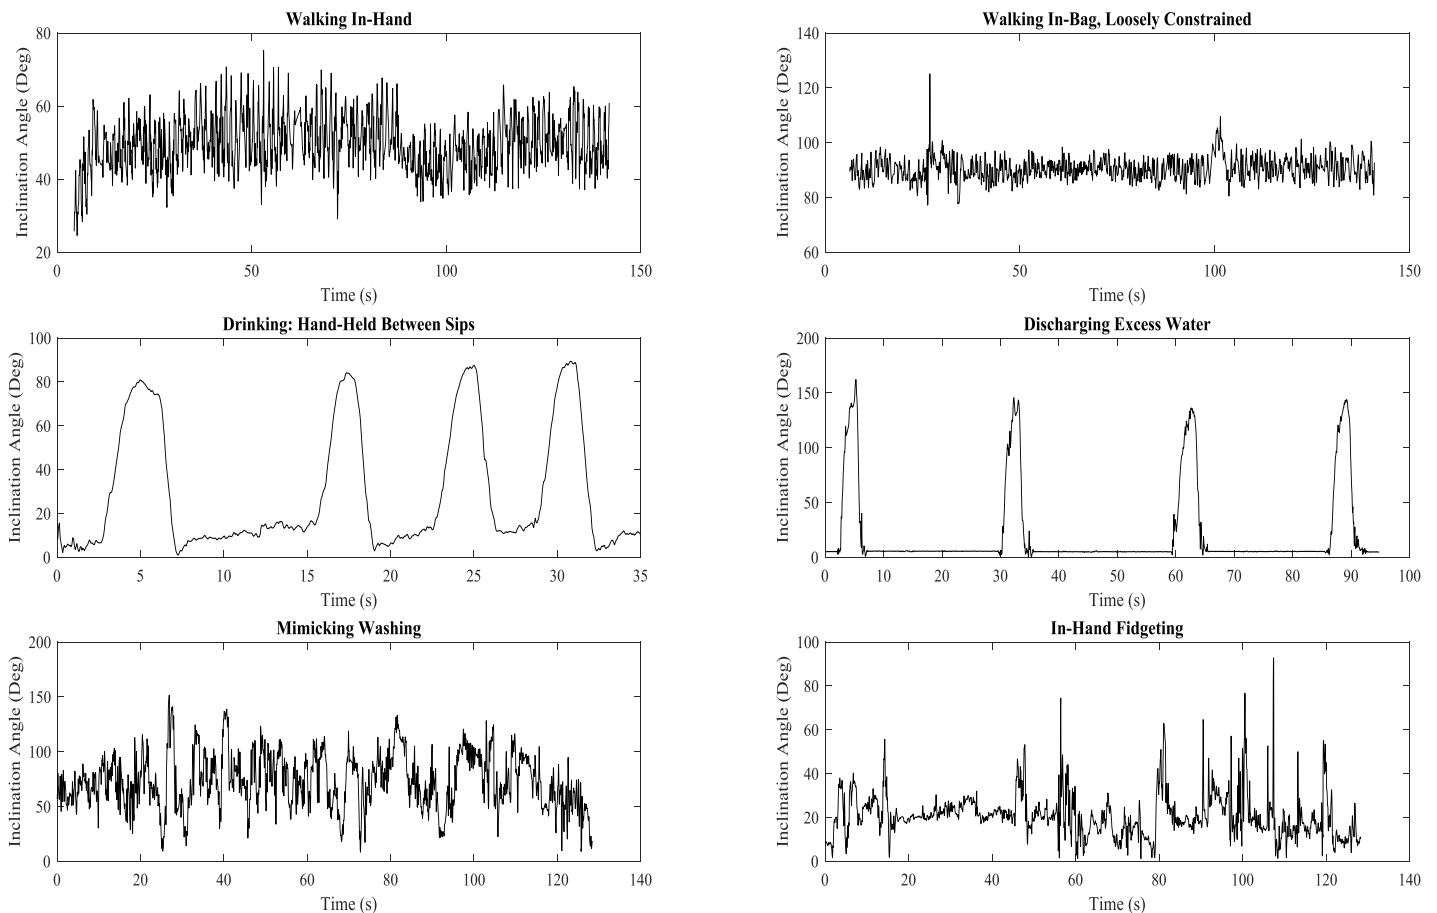 Walking In-Hand
Inclination Angle (Deg)
80
60
40
20
0 50 100 150
Time (s)
Walking In-Bag, Loosely Constrained
Inclination Angle (Deg)
140
120
100
80
60
0 50 100 150
Time (s)
Drinking: Hand-Held Between Sips
Inclination Angle (Deg)
100
80
60
40
20
0
0 5 10 15 20 25 30 35
Time (s)
Discharging Excess Water
Inclination Angle (Deg)
200
150
100
50
0
0 10 20 30 40 50 60 70 80 90 100
Time (s)
Mimicking Washing
Inclination Angle (Deg)
200
150
100
50
0
0 20 40 60 80 100 120 140
Time (s)
In-Hand Fidgeting
Inclination Angle (Deg)
100
80
60
40
20
0
0 20 40 60 80 100 120 140
Time (s)